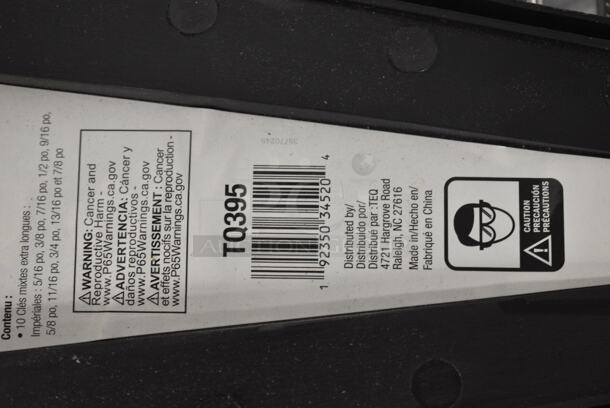 Contenu :
• 10 Clés mixtes extra longues :
Impériales : 5/16 po, 3/8 po, 7/16 po, 1/2 po, 9/16 po,
5/8 po, 11/16 po, 3/4 po, 13/16 po et 7/8 po
⚠WARNING: Cancer and
Reproductive Harm -
www.P65Warnings.ca.gov
⚠ADVERTENCIA: Cáncer y
daños reproductivos -
www.P65Warnings.ca.gov
⚠AVERTISSEMENT : Cancer
et effets nocifs sur la reproduction -
www.P65Warnings.ca.gov
TQ395
1 92350 34520 4
Distributed by/
Distribuido por/
Distribué par :TEQ
4721 Hargrove Road
Raleigh, NC 27616
Made in/Hecho en/
Fabriqué en China
CAUTION
PRECAUCIÓN
PRÉCAUTIONS